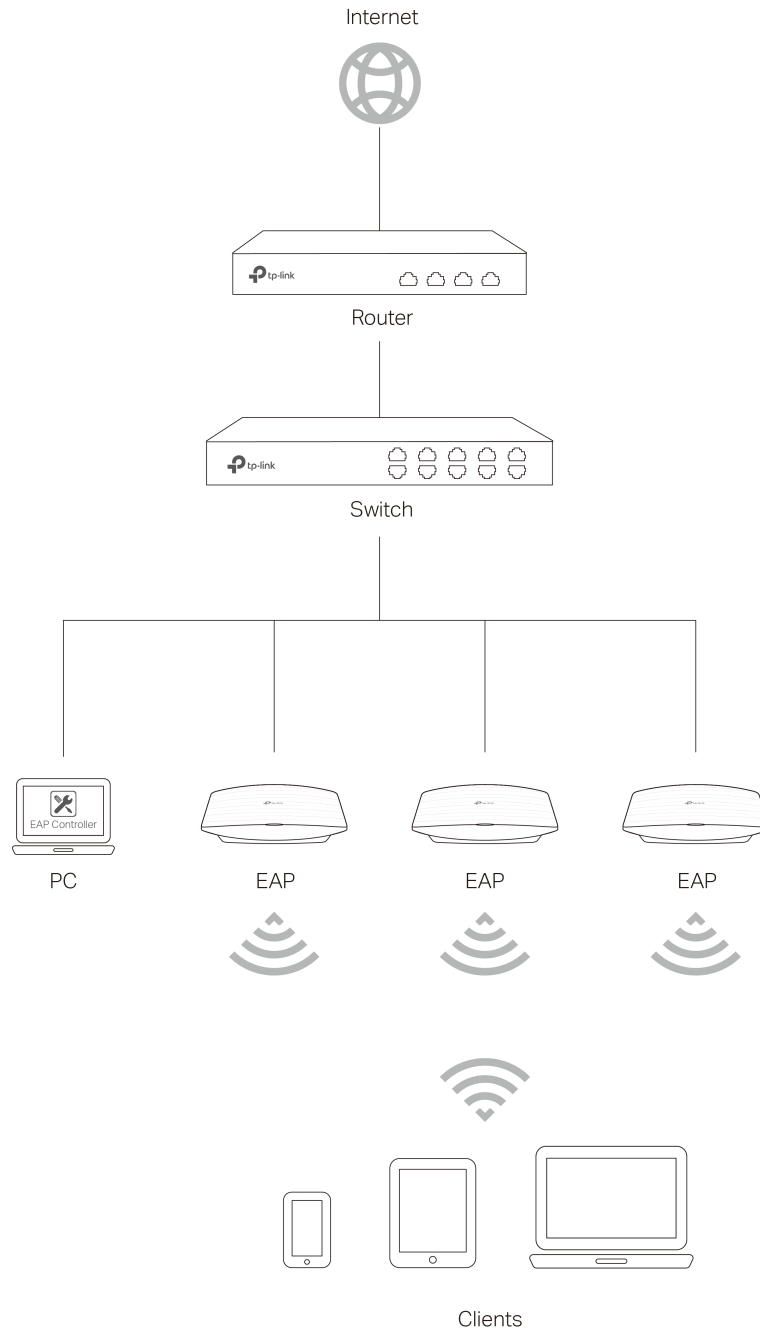 Internet
tp-link
Router
tp-link
Switch
EAP Controller
PC
EAP
EAP
EAP
Clients